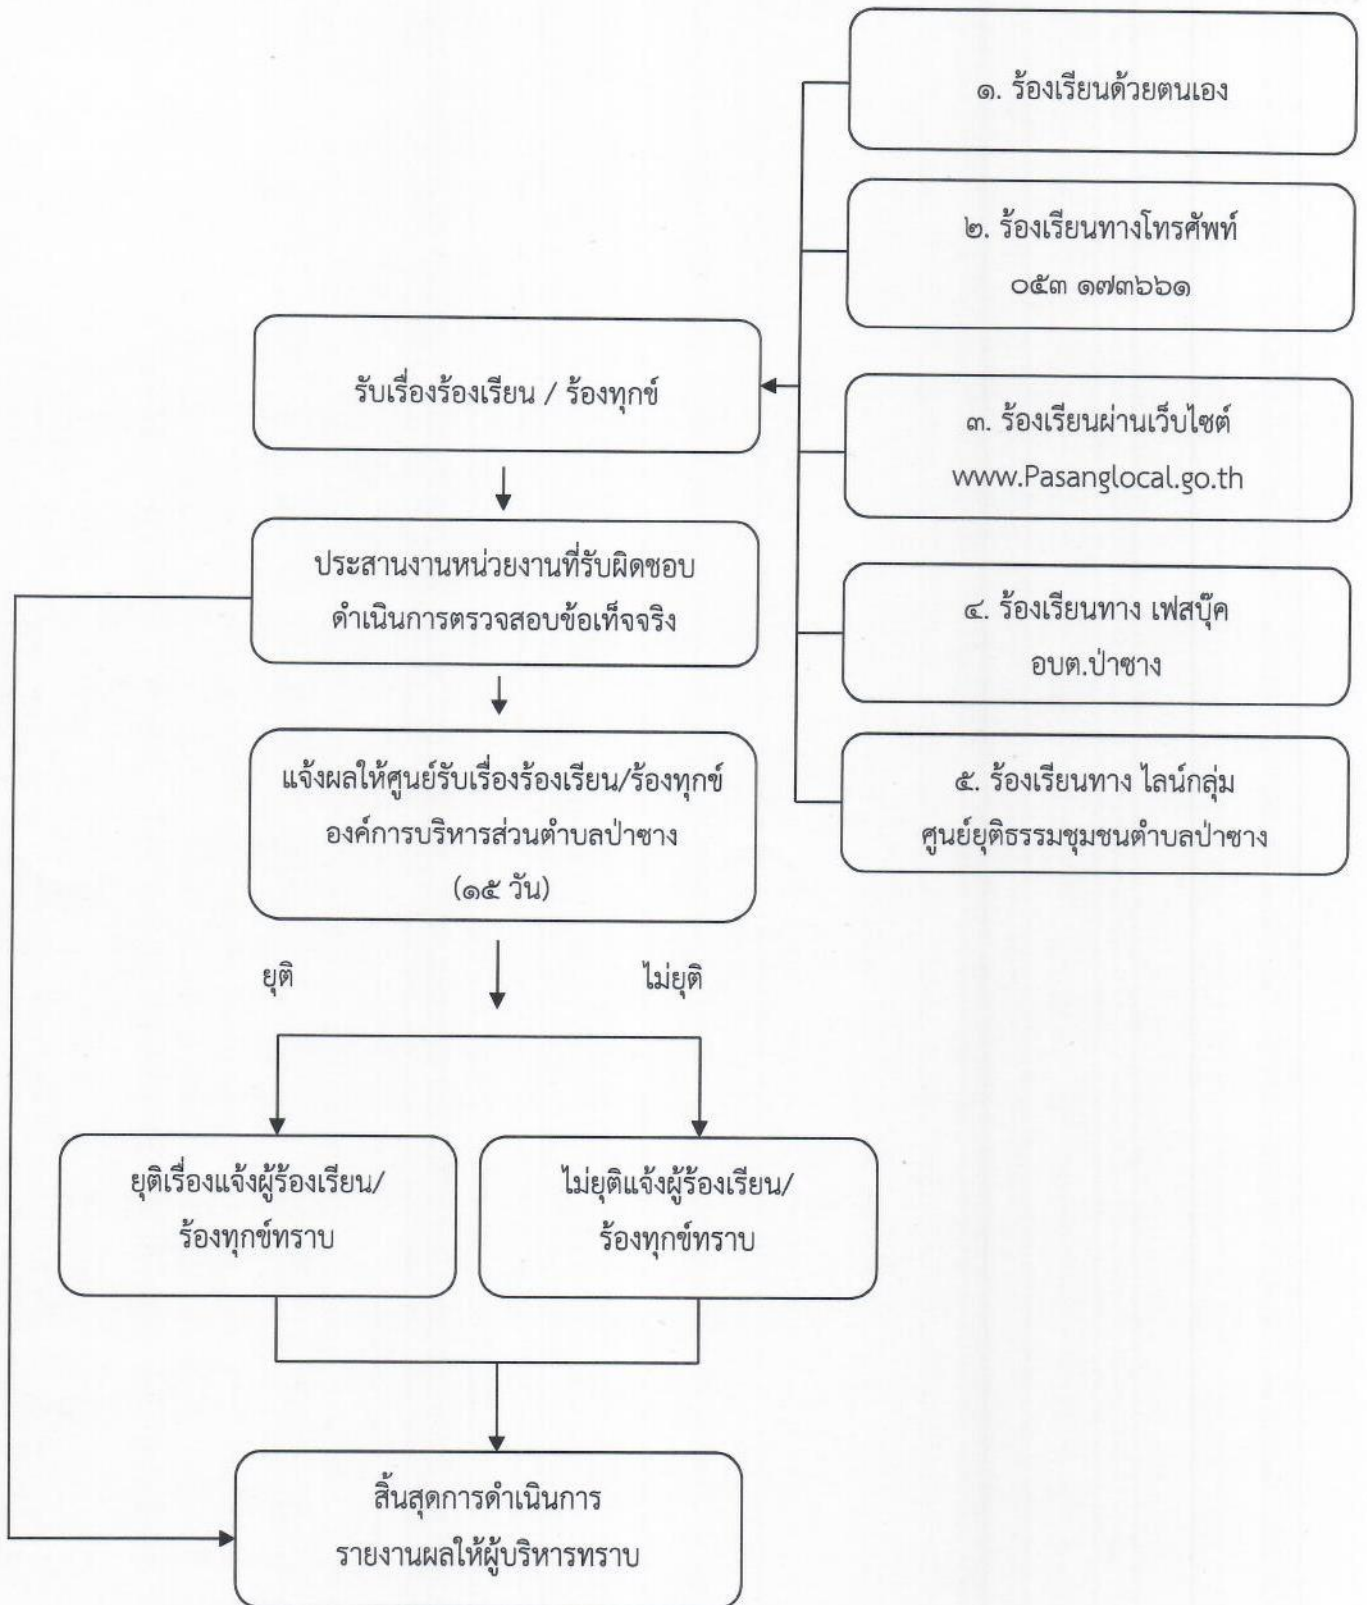 ๑. ร้องเรียนด้วยตนเอง
๒. ร้องเรียนทางโทรศัพท์
๐๕๓ ๑๗๓๖๖๑
๓. ร้องเรียนผ่านเว็บไซต์
www.Pasanglocal.go.th
๔. ร้องเรียนทาง เฟสบุ๊ค
อบต.ป่าซาง
๕. ร้องเรียนทาง ไลน์กลุ่ม
ศูนย์ยุติธรรมชุมชนตำบลป่าซาง
รับเรื่องร้องเรียน / ร้องทุกข์
ประสานงานหน่วยงานที่รับผิดชอบ
ดำเนินการตรวจสอบข้อเท็จจริง
แจ้งผลให้ศูนย์รับเรื่องร้องเรียน/ร้องทุกข์
องค์การบริหารส่วนตำบลป่าซาง
(๑๕ วัน)
ยุติ
ไม่ยุติ
ยุติเรื่องแจ้งผู้ร้องเรียน/
ร้องทุกข์ทราบ
ไม่ยุติแจ้งผู้ร้องเรียน/
ร้องทุกข์ทราบ
สิ้นสุดการดำเนินการ
รายงานผลให้ผู้บริหารทราบ